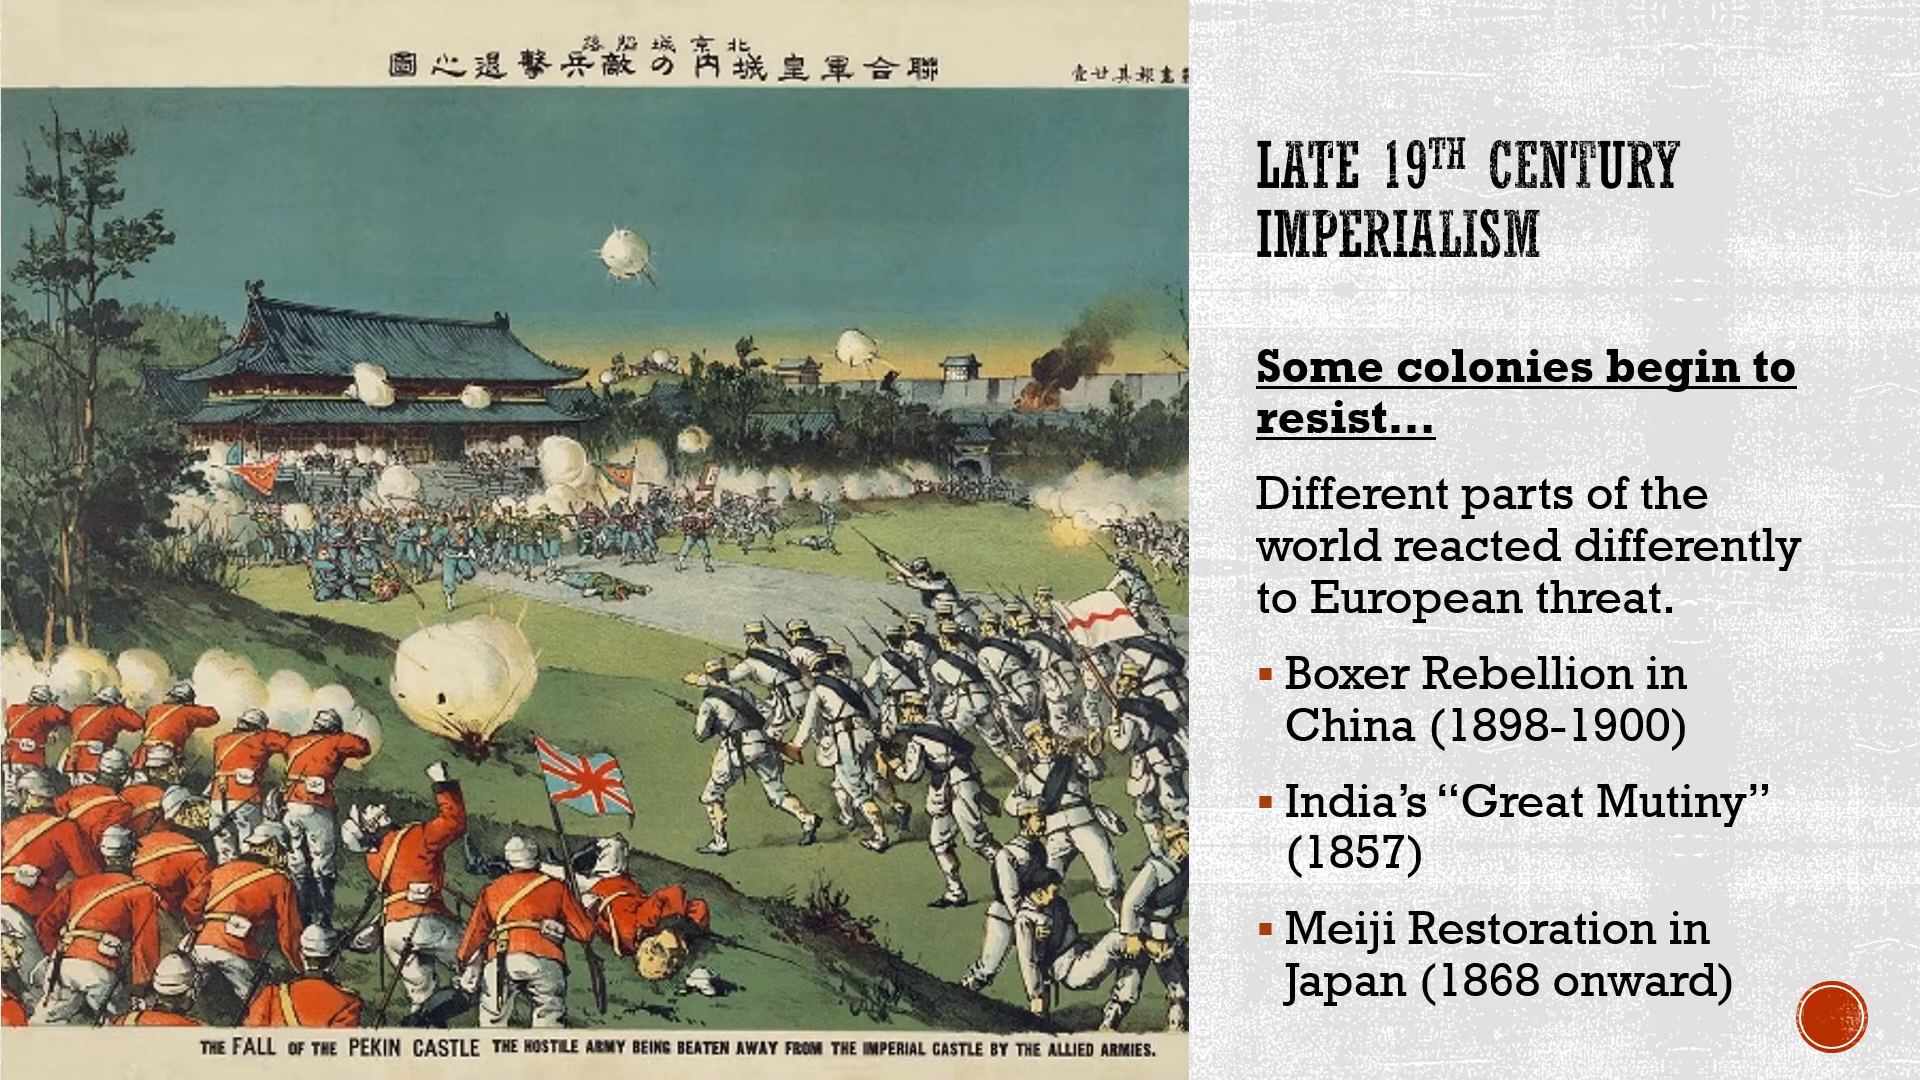 北京城陥落
聯合軍皇城内の敵兵撃退之圖
LATE 19TH CENTURY
IMPERIALISM
Some colonies begin to
resist…
Different parts of the
world reacted differently
to European threat.
▪ Boxer Rebellion in
China (1898-1900)
▪ India’s “Great Mutiny”
(1857)
▪ Meiji Restoration in
Japan (1868 onward)
THE FALL OF THE PEKIN CASTLE THE HOSTILE ARMY BEING BEATEN AWAY FROM THE IMPERIAL CASTLE BY THE ALLIED ARMIES.